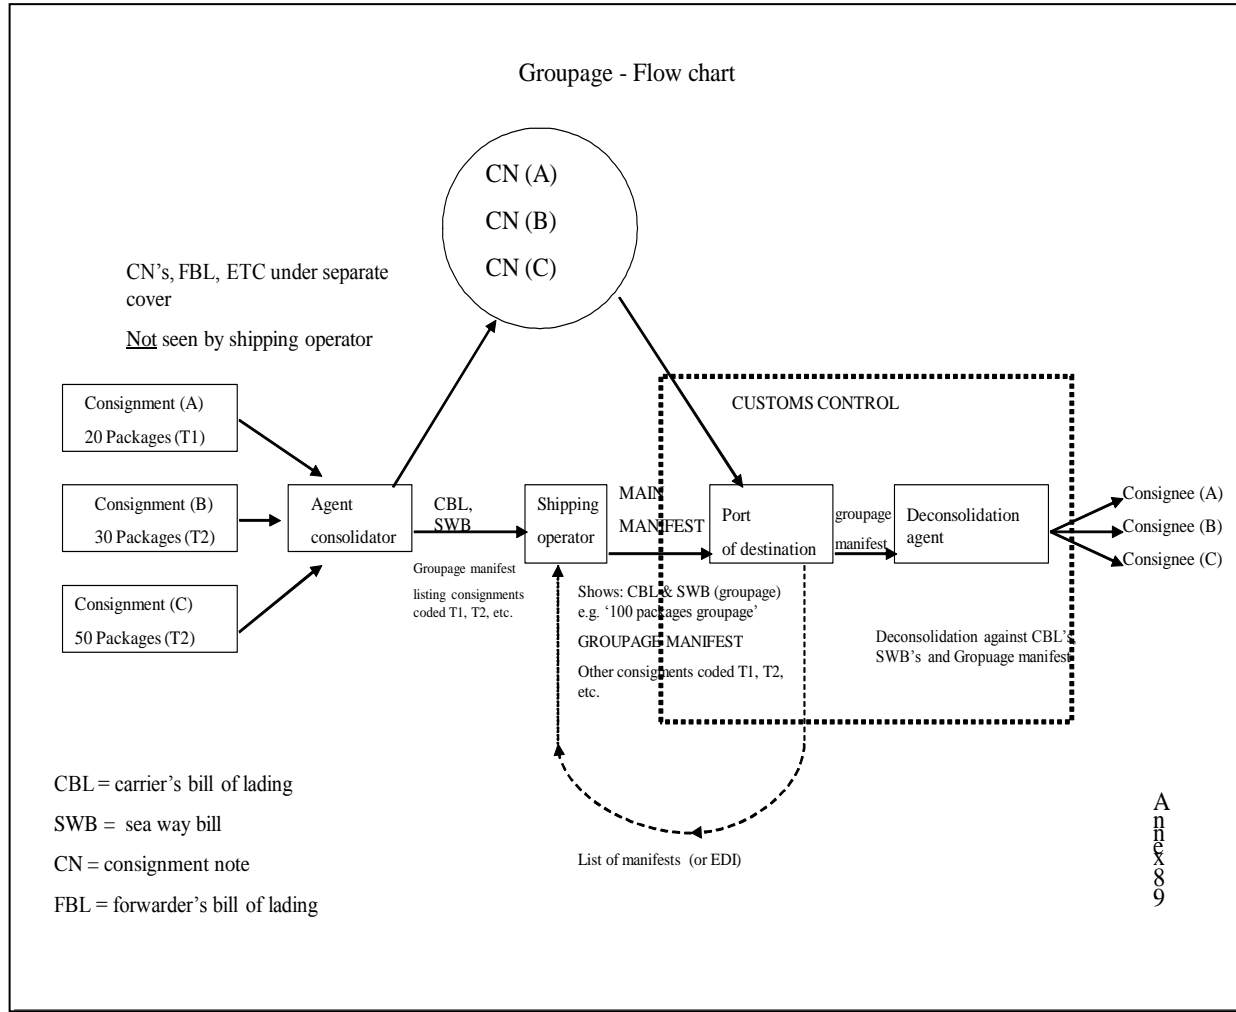 Groupage - Flow chart
CN (A)
CN (B)
CN (C)
CN's, FBL, ETC under separate
cover
Not seen by shipping operator
Consignment (A)
20 Packages (T1)
Consignment (B)
30 Packages (T2)
Consignment (C)
50 Packages (T2)
Agent
consolidator
CBL,
SWB
Groupage manifest
listing consignments
coded T1, T2, etc.
Shipping
operator
MAIN
MANIFEST
Shows: CBL & SWB (groupage)
e.g. ‘100 packages groupage’
GROUPAGE MANIFEST
Other consigments coded T1, T2,
etc.
CUSTOMS CONTROL
Port
of destination
groupage
manifest
Deconsolidation
agent
Deconsolidation against CBL's,
SWB's and Gropuage manifest
Consignee (A)
Consignee (B)
Consignee (C)
List of manifests (or EDI)
CBL = carrier's bill of lading
SWB = sea way bill
CN = consignment note
FBL = forwarder's bill of lading
Annex89